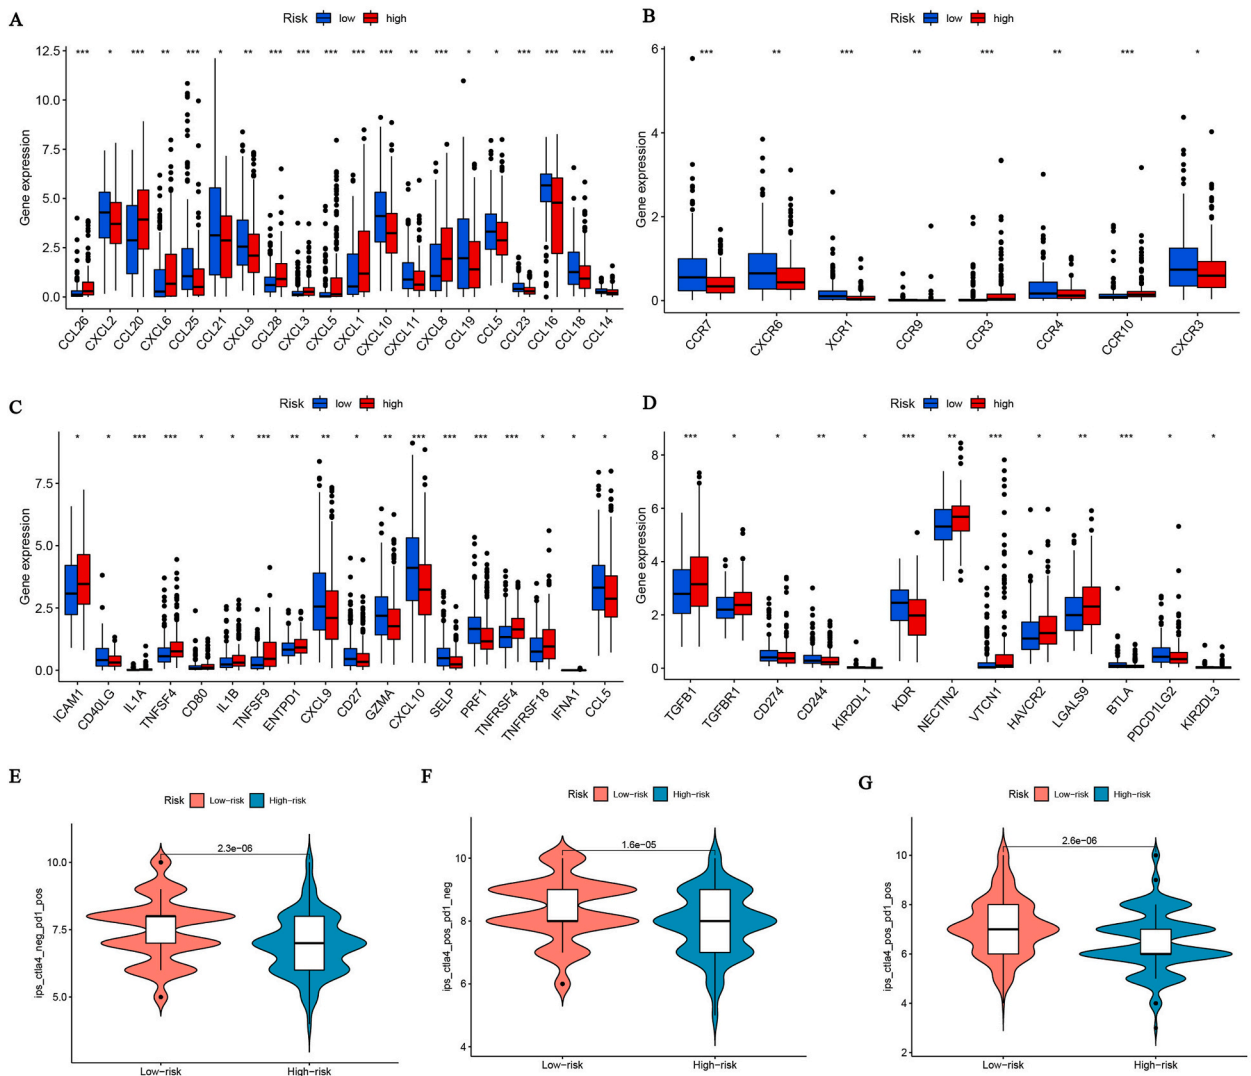 A
Risk low high
*** * *** ** *** * ** *** *** *** *** *** ** *** * * *** *** *** ***
12.5
10.0
7.5
5.0
2.5
0.0
Gene expression
CCL26 CXCL2 CCL20 CXCL6 CCL25 CCL21 CXCL9 CCL28 CXCL3 CXCL5 CXCL1 CXCL10 CXCL11 CXCL8 CCL19 CCL5 CCL23 CCL16 CCL18 CCL14
B
Risk low high
*** ** *** ** *** ** *** *
6
4
2
0
Gene expression
CCR7 CXCR6 XCR1 CCR9 CCR3 CCR4 CCR10 CXCR3
C
Risk low high
* * *** *** * * *** ** ** * ** *** *** *** *** * * *
7.5
5.0
2.5
0.0
Gene expression
ICAM1 CD40LG IL1A TNFSF4 CD80 IL1B TNFSF9 ENTPD1 CXCL9 CD27 GZMA CXCL10 SELP PRF1 TNFRSF4 TNFRSF18 IFNA1 CCL5
D
Risk low high
*** * * ** * *** ** *** * ** *** * *
8
6
4
2
0
Gene expression
TGFB1 TGFBR1 CD274 CD244 KIR2DL1 KDR NECTIN2 VTCN1 HAVCR2 LGALS9 BTLA PDCD1LG2 KIR2DL3
E
Risk Low-risk High-risk
2.3e-06
10.0
7.5
5.0
ips_ctla4_neg_pd1_pos
Low-risk High-risk
F
Risk Low-risk High-risk
1.6e-05
10
8
6
4
ips_ctla4_pos_pd1_neg
Low-risk High-risk
G
Risk Low-risk High-risk
2.6e-06
10
8
6
4
2
ips_ctla4_pos_pd1_pos
Low-risk High-risk